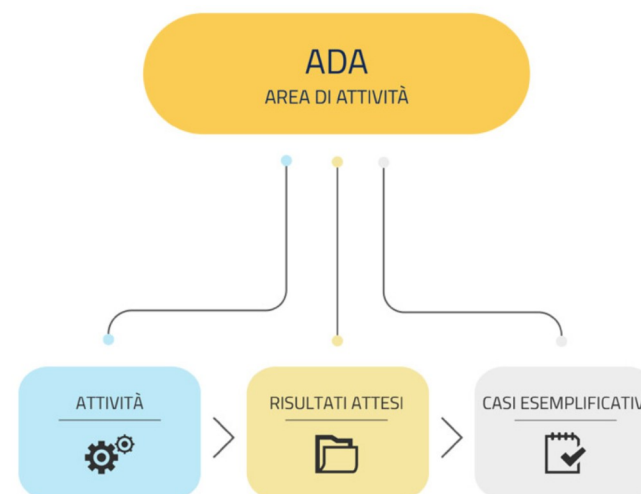 ADA
AREA DI ATTIVITÀ
ATTIVITÀ
RISULTATI ATTESI
CASI ESEMPLIFICATIV